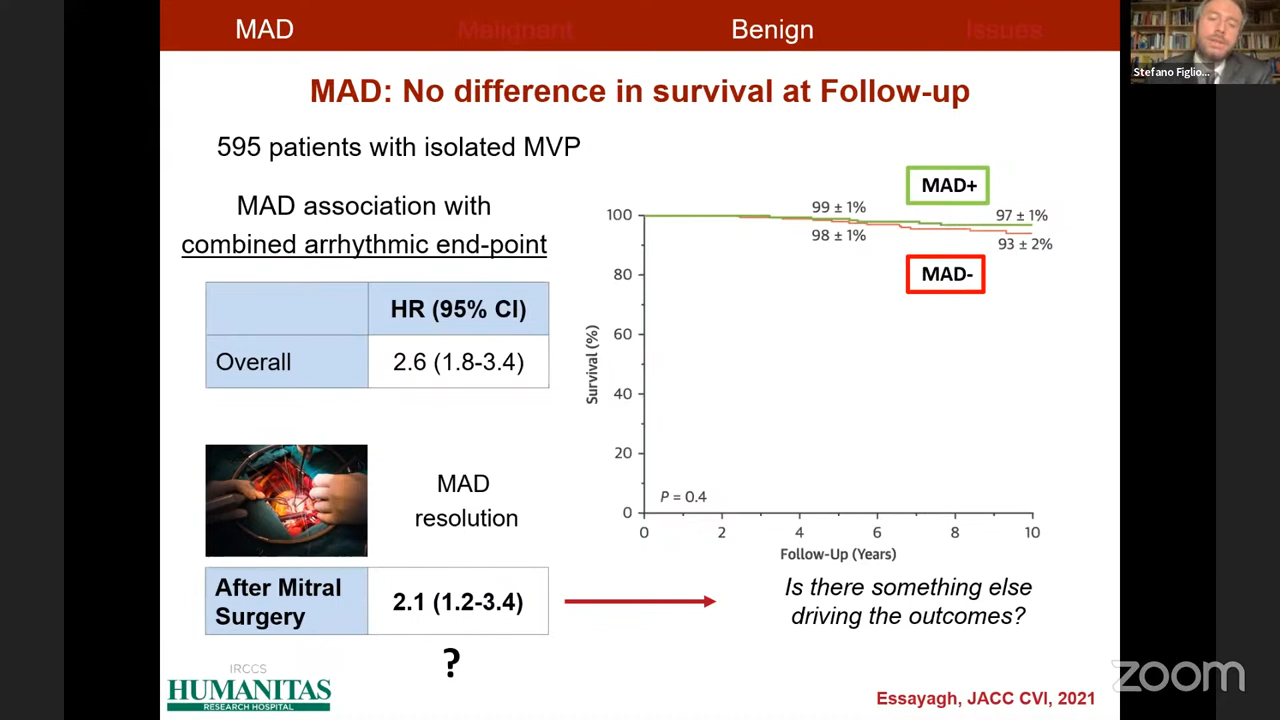 MAD
Malignant
Benign
Issues
Stefano Figlio...
MAD: No difference in survival at Follow-up
595 patients with isolated MVP
MAD association with
combined arrhythmic end-point
HR (95% CI)
Overall
2.6 (1.8-3.4)
MAD
resolution
After Mitral
Surgery
2.1 (1.2-3.4)
?
MAD+
99 ± 1%
97 ± 1%
98 ± 1%
93 ± 2%
MAD-
Survival (%)
100
80
60
40
20
0
P = 0.4
0 2 4 6 8 10
Follow-Up (Years)
Is there something else
driving the outcomes?
IRCCS
HUMANITAS
RESEARCH HOSPITAL
Essayagh, JACC CVI, 2021
zoom